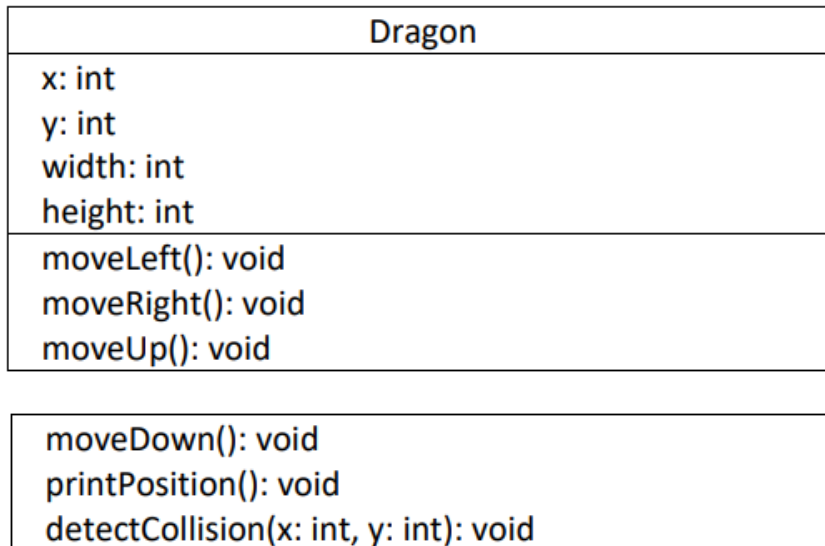 Dragon
x: int
y: int
width: int
height: int
moveLeft(): void
moveRight(): void
moveUp(): void
moveDown(): void
printPosition(): void
detectCollision(x: int, y: int): void